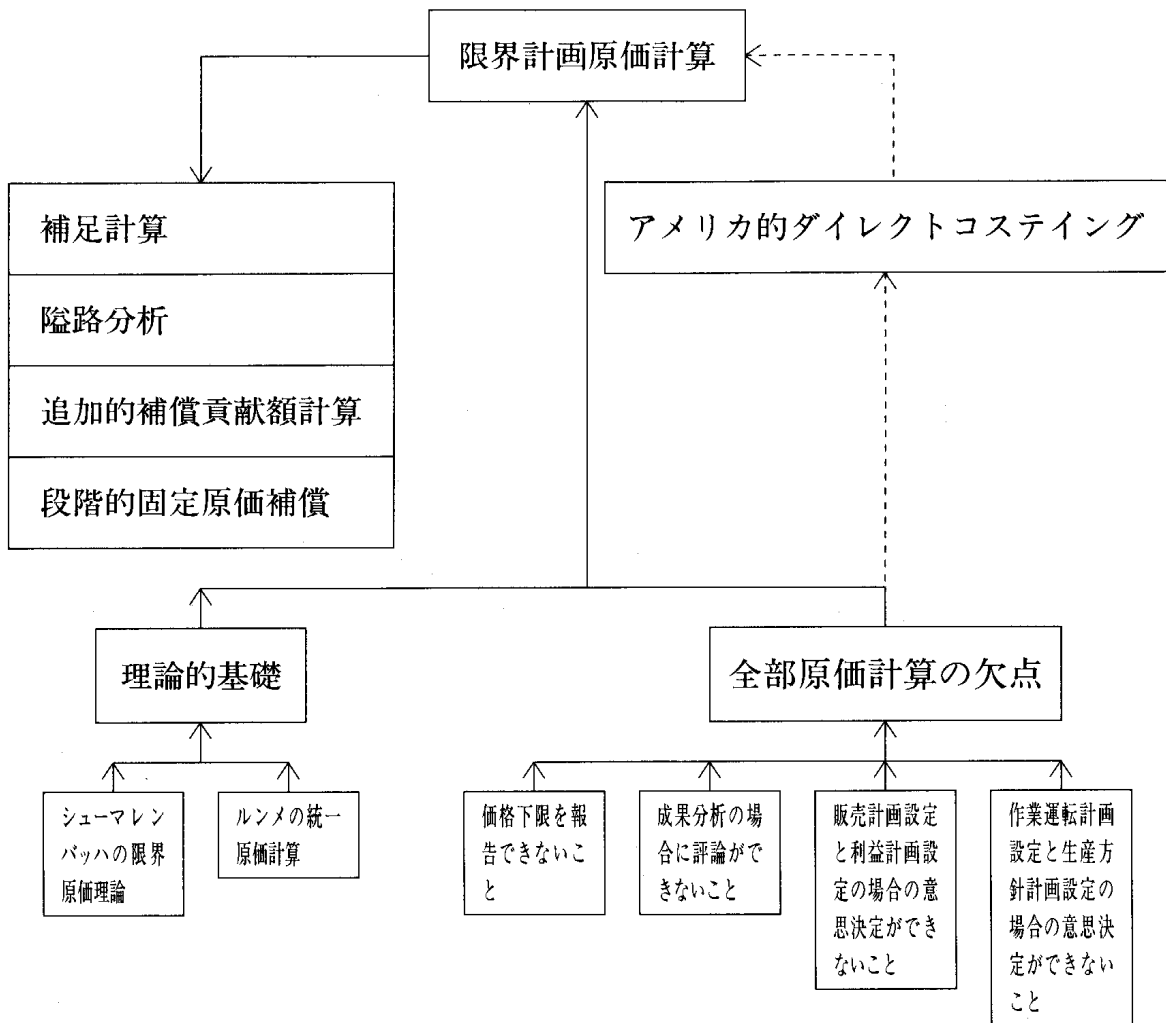 限界計画原価計算
補足計算
隘路分析
追加的補償貢献額計算
段階的固定原価補償
アメリカ的ダイレクトコステイング
理論的基礎
全部原価計算の欠点
シューマレン
バッハの限界
原価理論
ルンメの統一
原価計算
価格下限を報
告できないこ
と
成果分析の場
合に評論がで
きないこと
販売計画設定
と利益計画設
定の場合の意
思決定ができ
ないこと
作業運転計画
設定と生産方
針計画設定の
場合の意思決
定ができない
こと